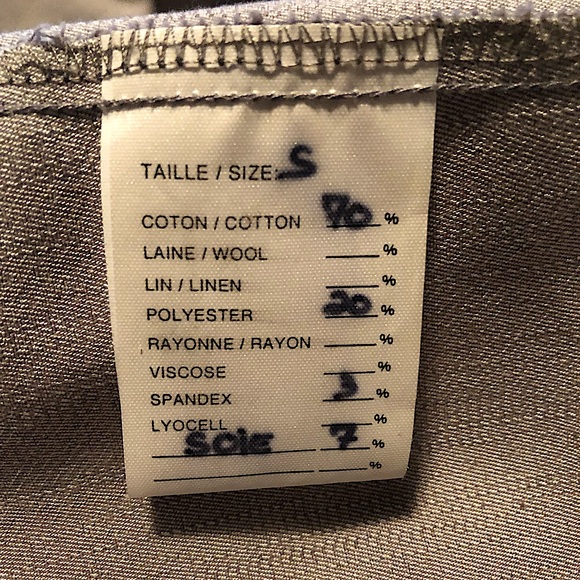 TAILLE / SIZE: S
COTON / COTTON 70 %
LAINE / WOOL %
LIN / LINEN %
POLYESTER 20 %
RAYONNE / RAYON %
VISCOSE %
SPANDEX 3 %
LYOCELL %
SOIE 7 %
%